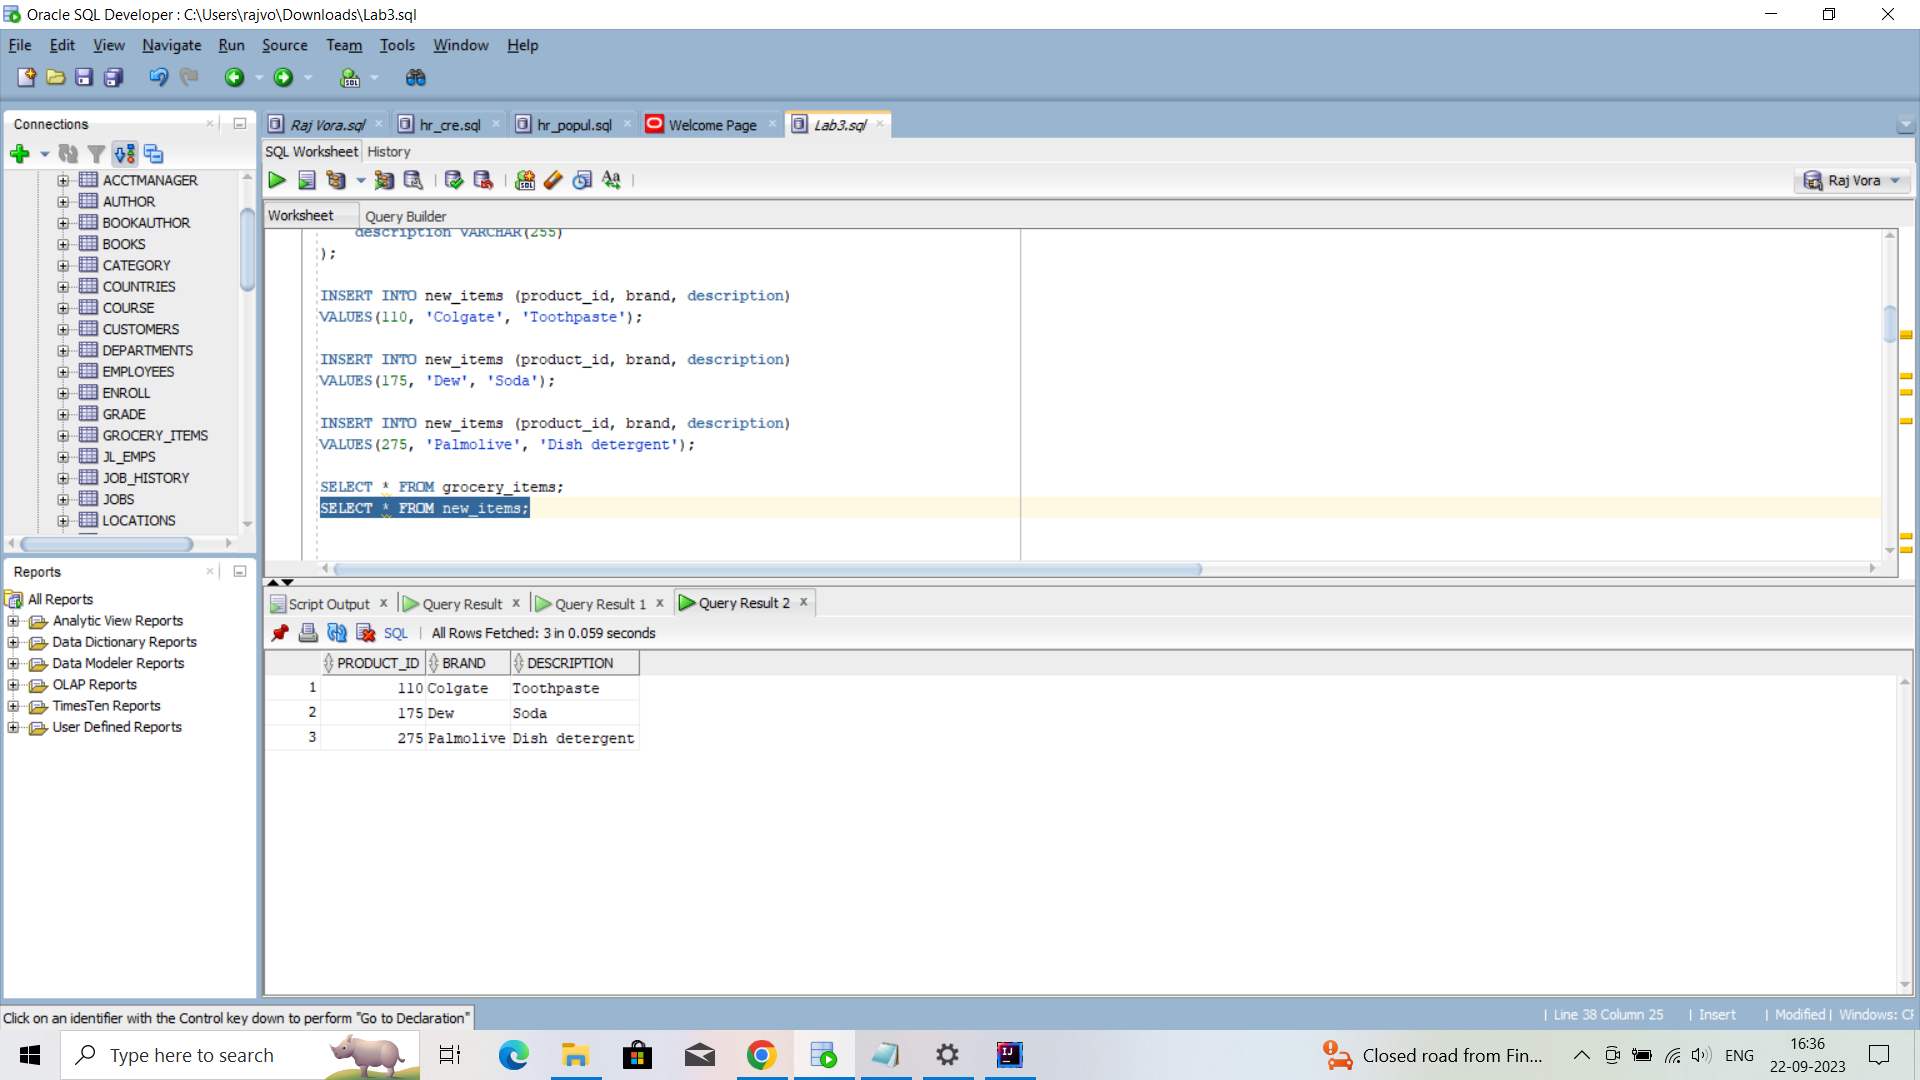 Oracle SQL Developer : C:\Users\rajvo\Downloads\Lab3.sql
File Edit View Navigate Run Source Team Tools Window Help
Connections
ACCTMANAGER
AUTHOR
BOOKAUTHOR
BOOKS
CATEGORY
COUNTRIES
COURSE
CUSTOMERS
DEPARTMENTS
EMPLOYEES
ENROLL
GRADE
GROCERY_ITEMS
JL_EMPS
JOB_HISTORY
JOBS
LOCATIONS
Reports
All Reports
Analytic View Reports
Data Dictionary Reports
Data Modeler Reports
OLAP Reports
TimesTen Reports
User Defined Reports
Raj Vora.sql hr_cre.sql hr_popul.sql Welcome Page Lab3.sql
SQL Worksheet History
Raj Vora
Worksheet Query Builder
description VARCHAR(255)
);
INSERT INTO new_items (product_id, brand, description)
VALUES(110, 'Colgate', 'Toothpaste');
INSERT INTO new_items (product_id, brand, description)
VALUES(175, 'Dew', 'Soda');
INSERT INTO new_items (product_id, brand, description)
VALUES(275, 'Palmolive', 'Dish detergent');
SELECT * FROM grocery_items;
SELECT * FROM new_items;
Script Output Query Result Query Result 1 Query Result 2
SQL All Rows Fetched: 3 in 0.059 seconds
PRODUCT_ID BRAND DESCRIPTION
1 110 Colgate Toothpaste
2 175 Dew Soda
3 275 Palmolive Dish detergent
Click on an identifier with the Control key down to perform "Go to Declaration"
Line 38 Column 25 Insert Modified Windows: CF
Type here to search
Closed road from Fin...
ENG
16:36
22-09-2023